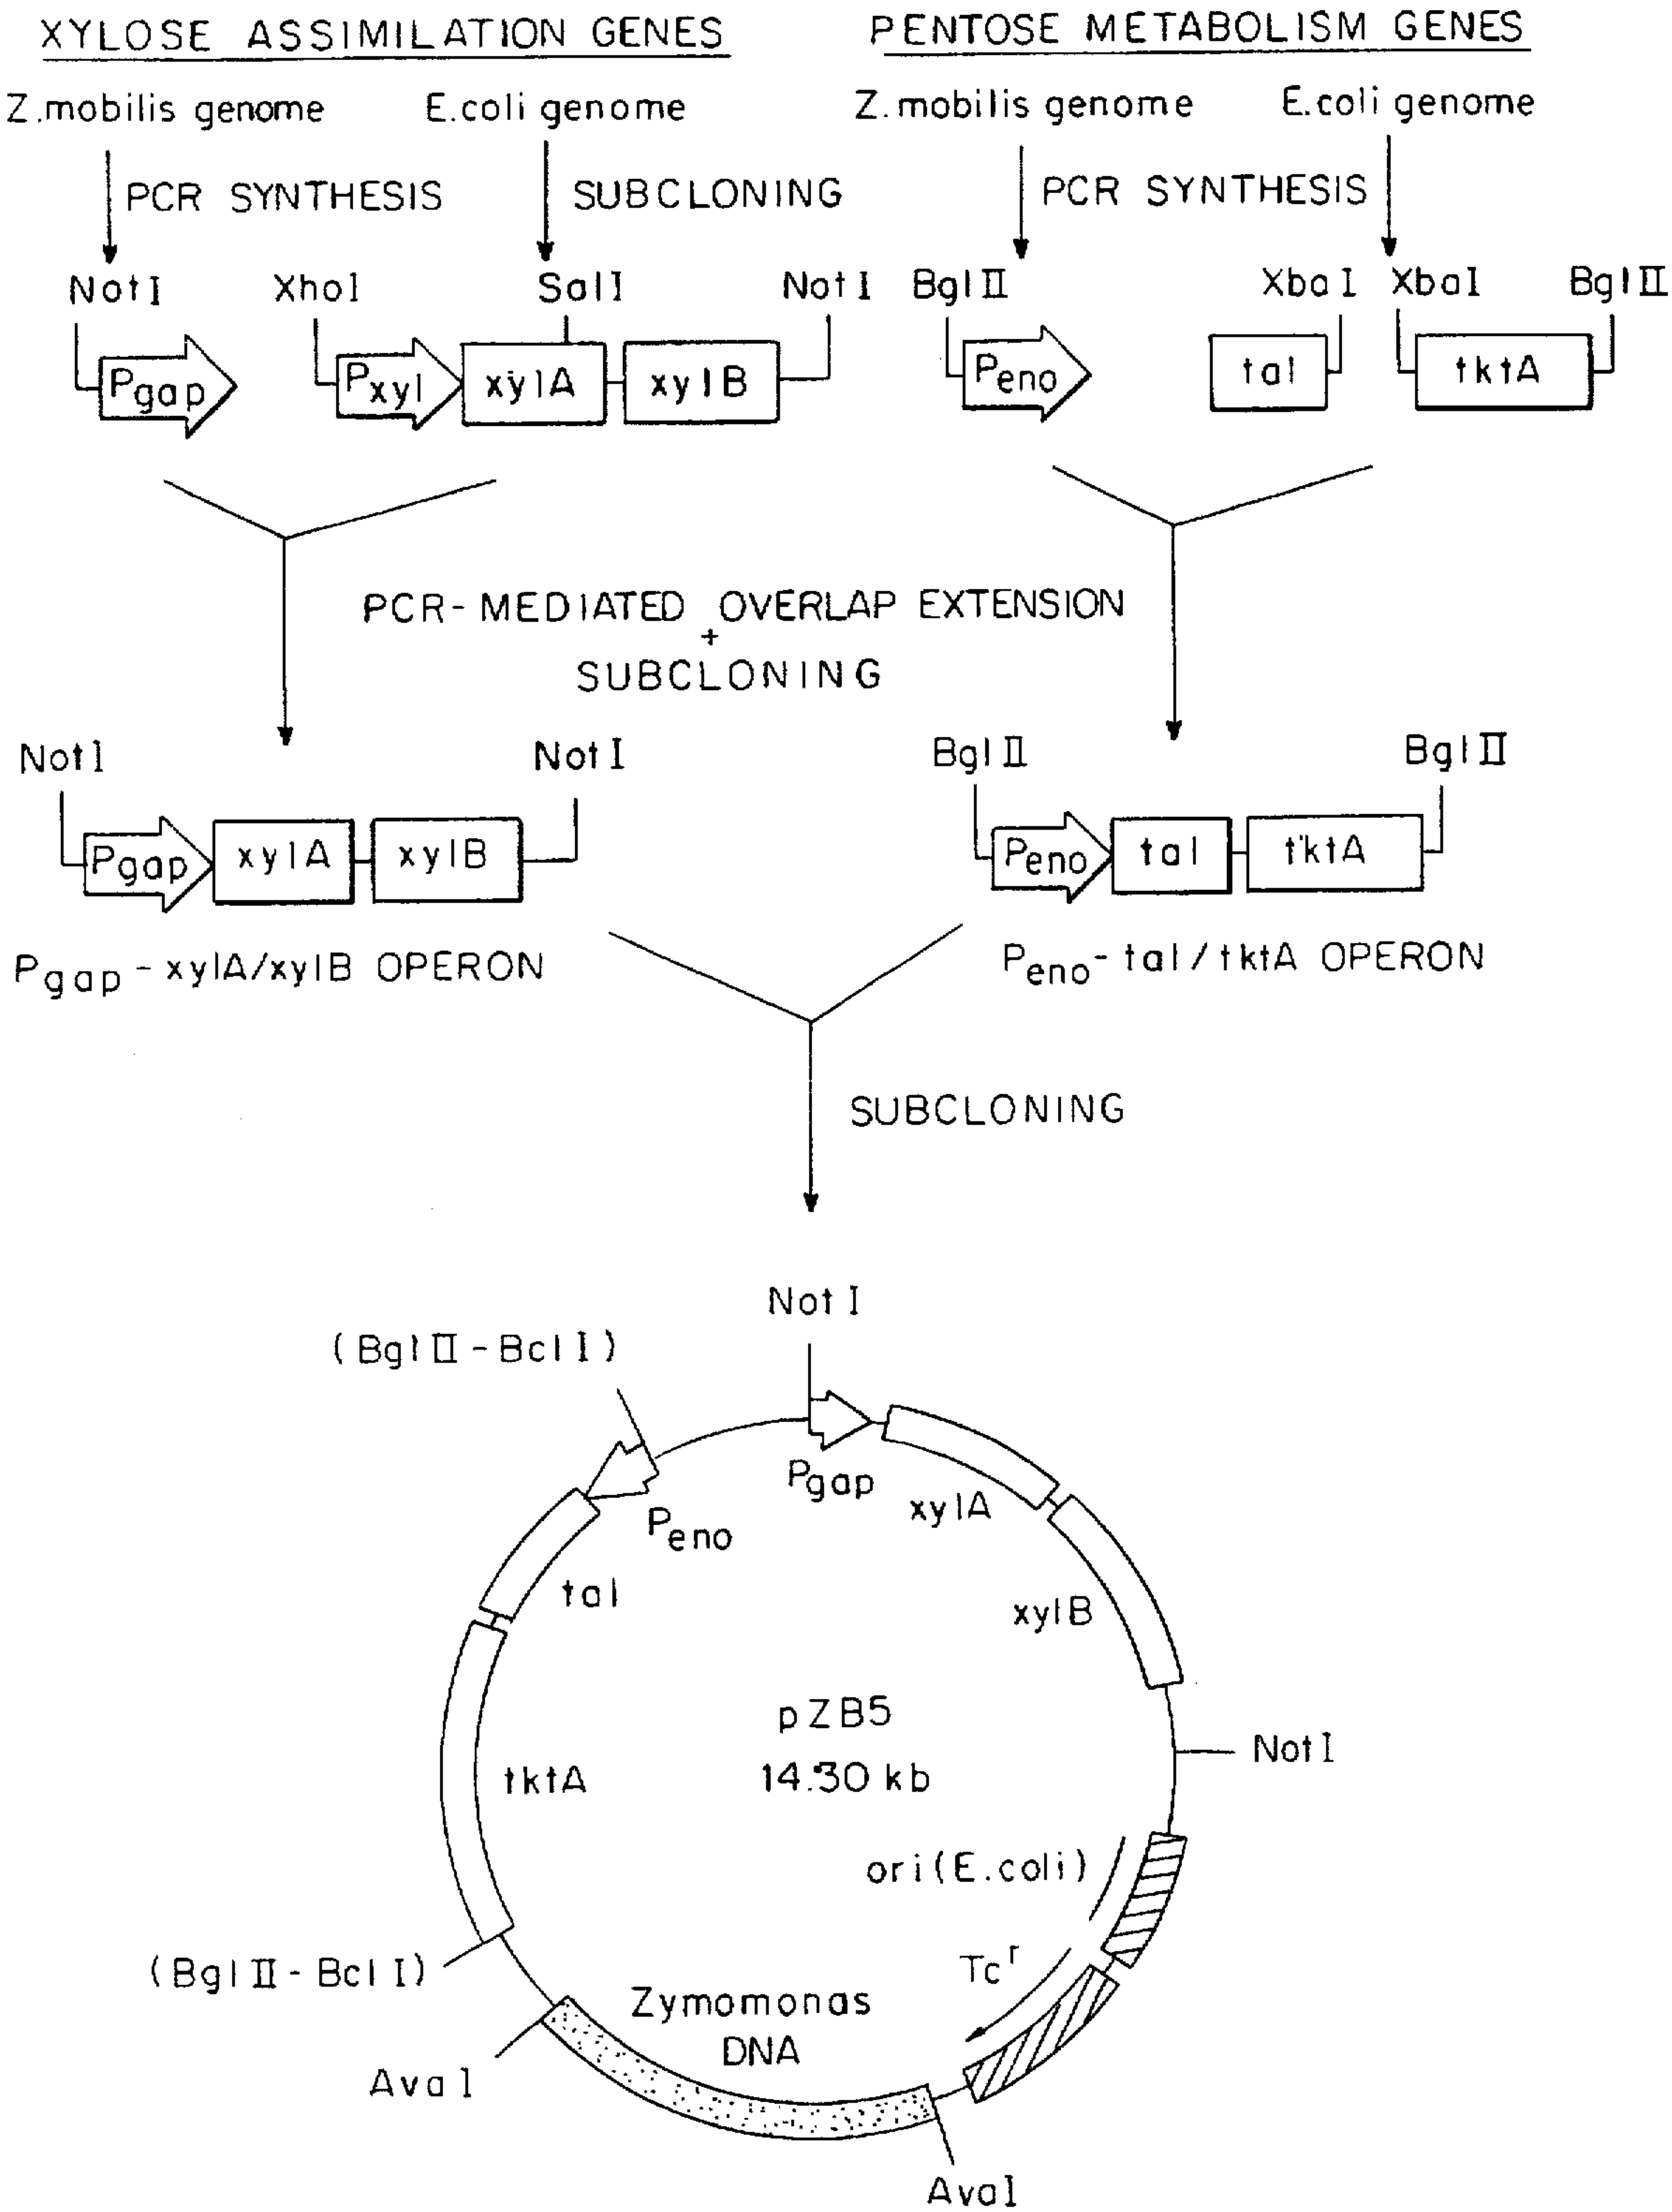 XYLOSE ASSIMILATION GENES
PENTOSE METABOLISM GENES
Z.mobilis genome
E.coli genome
Z.mobilis genome
E.coli genome
PCR SYNTHESIS
SUBCLONING
PCR SYNTHESIS
NotI
XhoI
SalI
NotI
BglII
XbaI
XbaI
BglII
Pgap
Pxyl
xylA
xylB
Peno
tal
tktA
PCR-MEDIATED OVERLAP EXTENSION
+
SUBCLONING
NotI
NotI
BglII
BglII
Pgap
xylA
xylB
Peno
tal
tktA
Pgap - xylA/xylB OPERON
Peno - tal/tktA OPERON
SUBCLONING
NotI
(BglII-BclI)
Pgap
xylA
Peno
tal
xylB
pZB5
14.30 kb
NotI
tktA
ori(E.coli)
Tcr
(BglII-BclI)
Zymomonas
DNA
AvaI
AvaI